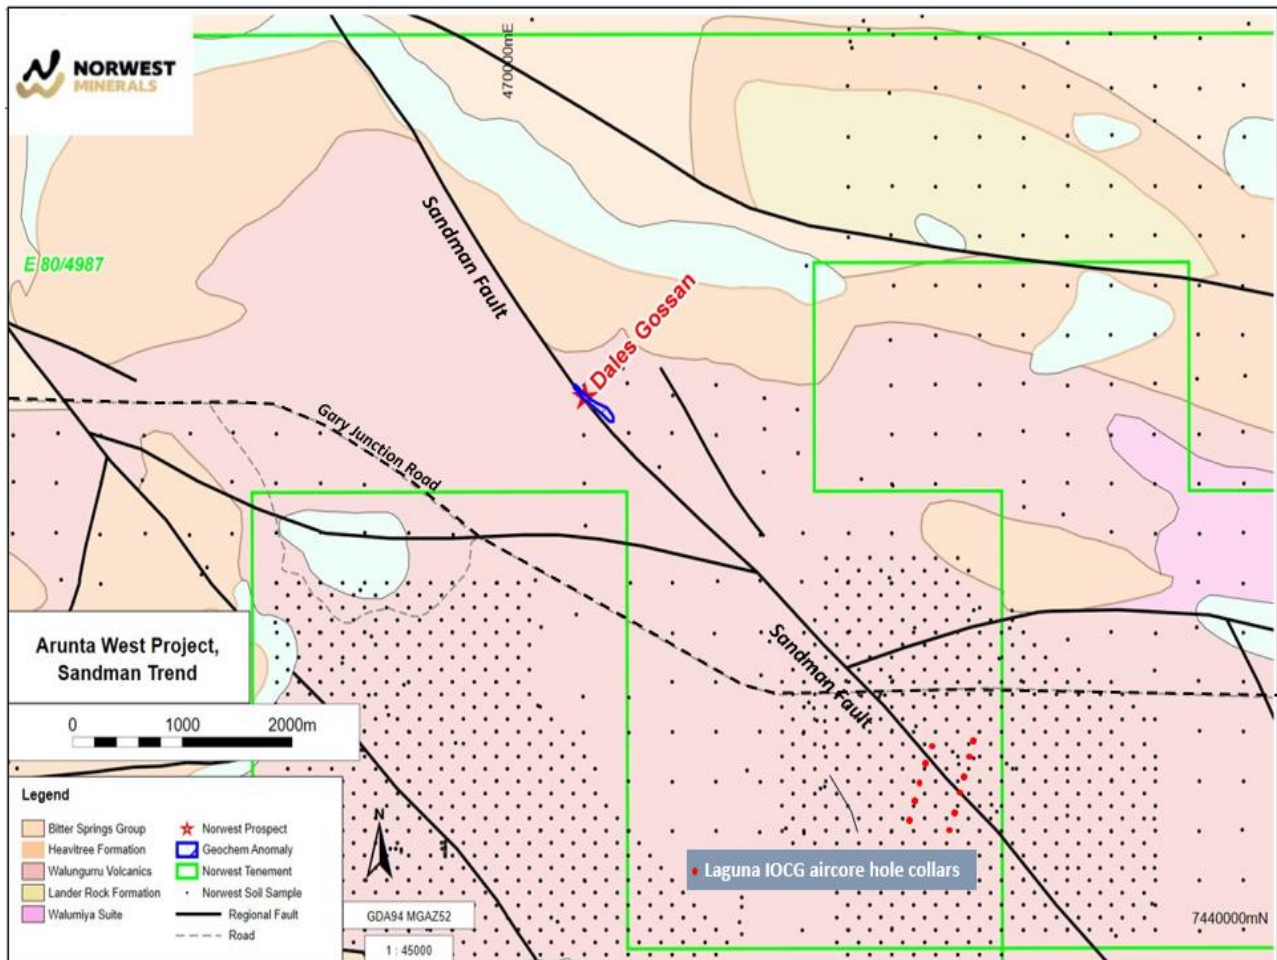 NORWEST
MINERALS
470000mE
E 80/4987
Sandman Fault
Dales Gossan
Gary Junction Road
Sandman Fault
Arunta West Project,
Sandman Trend
0 1000 2000m
Legend
Bitter Springs Group
Heavitree Formation
Walungurru Volcanics
Lander Rock Formation
Walumiya Suite
Norwest Prospect
Geochem Anomaly
Norwest Tenement
Norwest Soil Sample
Regional Fault
Road
N
GDA94 MGAZ52
1 : 45000
Laguna IOCG aircore hole collars
7440000mN